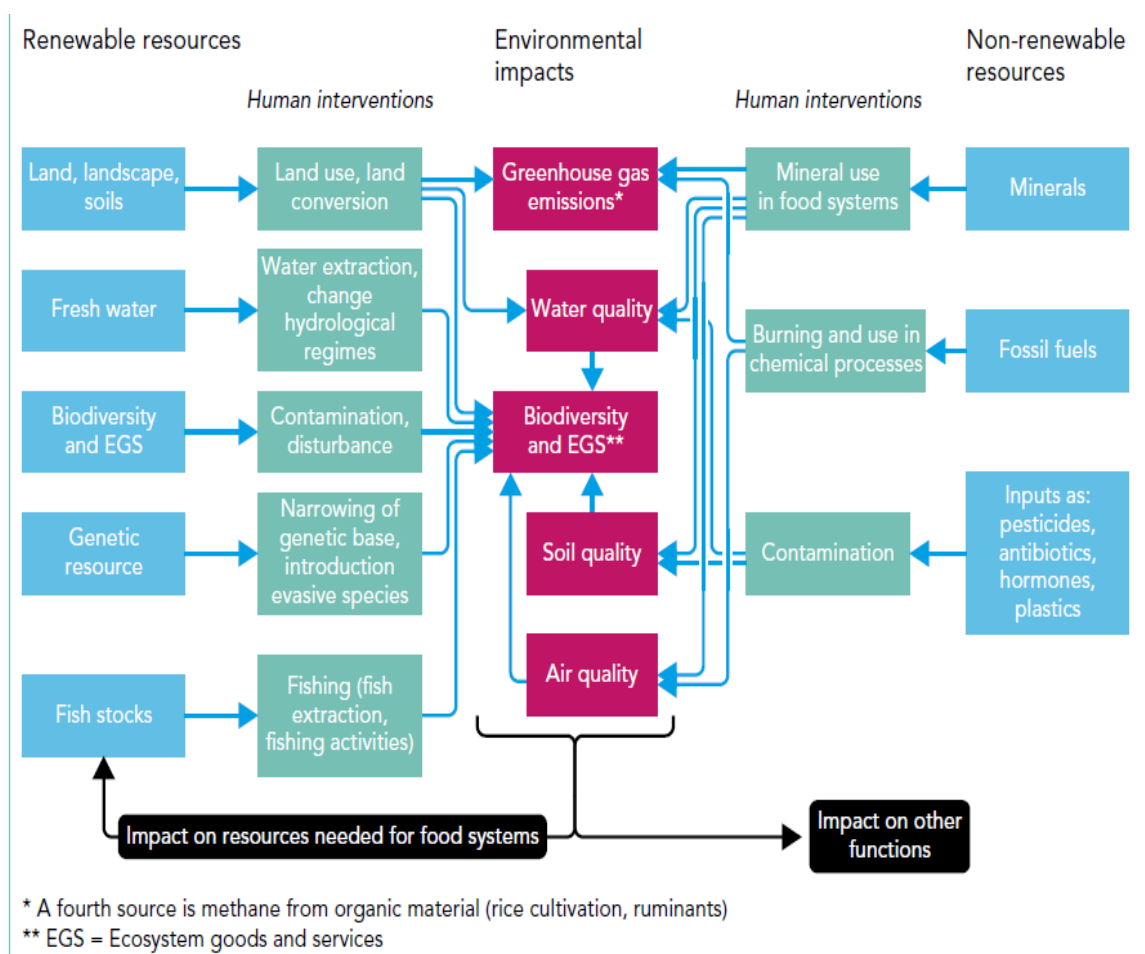 Renewable resources
Environmental
impacts
Non-renewable
resources
Human interventions
Human interventions
Land, landscape,
soils
Land use, land
conversion
Greenhouse gas
emissions*
Mineral use
in food systems
Minerals
Fresh water
Water extraction,
change
hydrological
regimes
Water quality
Burning and use in
chemical processes
Fossil fuels
Biodiversity
and EGS
Contamination,
disturbance
Biodiversity
and EGS**
Genetic
resource
Narrowing of
genetic base,
introduction
evasive species
Soil quality
Contamination
Inputs as:
pesticides,
antibiotics,
hormones,
plastics
Fish stocks
Fishing (fish
extraction,
fishing activities)
Air quality
Impact on resources needed for food systems
Impact on other
functions
* A fourth source is methane from organic material (rice cultivation, ruminants)
** EGS = Ecosystem goods and services